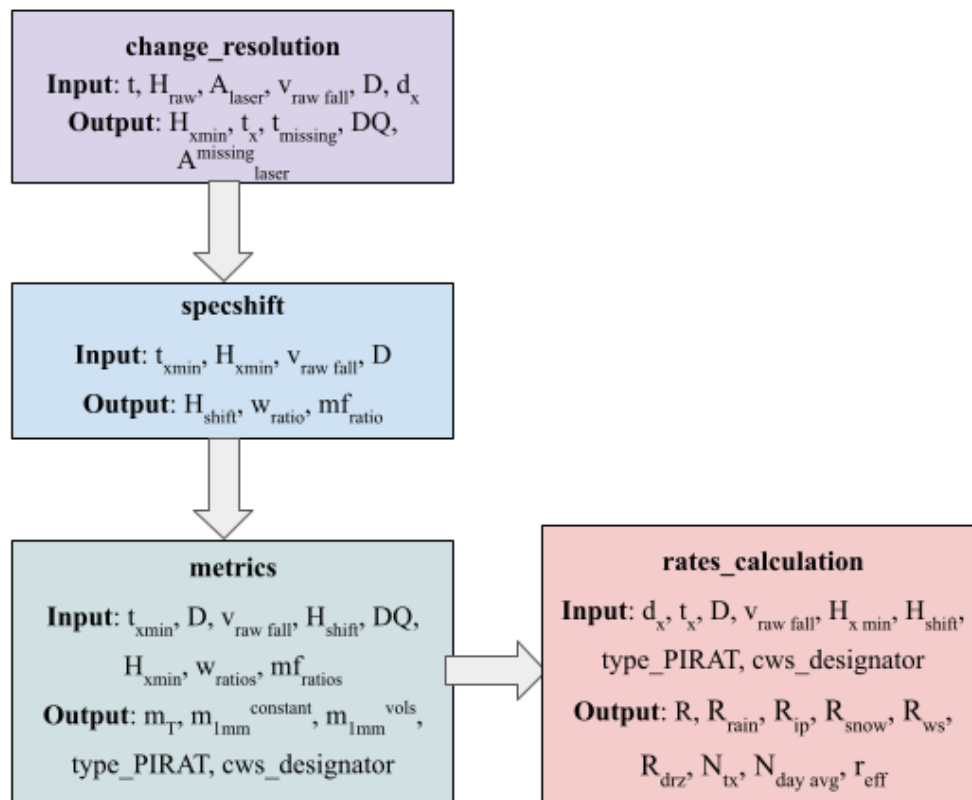 change_resolution
Input: t, H_raw, A_laser, v_raw fall, D, d_x
Output: H_xmin, t_x, t_missing, DQ,
A^missing_laser
specshift
Input: t_xmin, H_xmin, v_raw fall, D
Output: H_shift, w_ratio, mf_ratio
metrics
Input: t_xmin, D, v_raw fall, H_shift, DQ,
H_xmin, w_ratios, mf_ratios
Output: m_T, m_1mm^constant, m_1mm^vols,
type_PIRAT, cws_designator
rates_calculation
Input: d_x, t_x, D, v_raw fall, H_x min, H_shift,
type_PIRAT, cws_designator
Output: R, R_rain, R_ip, R_snow, R_ws,
R_drz, N_tx, N_day avg, r_eff